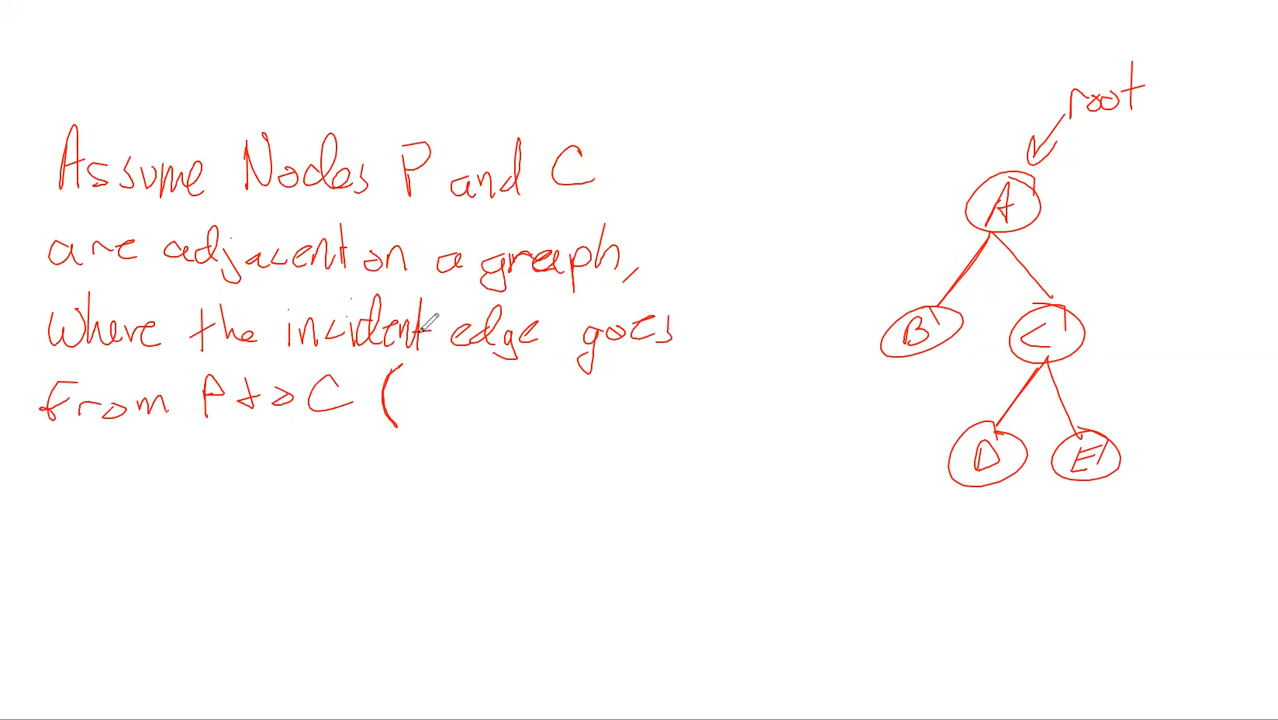 Assume Nodes P and C
are adjacent on a graph,
where the incident edge goes
from P to C (
root
A
B
C
D
E